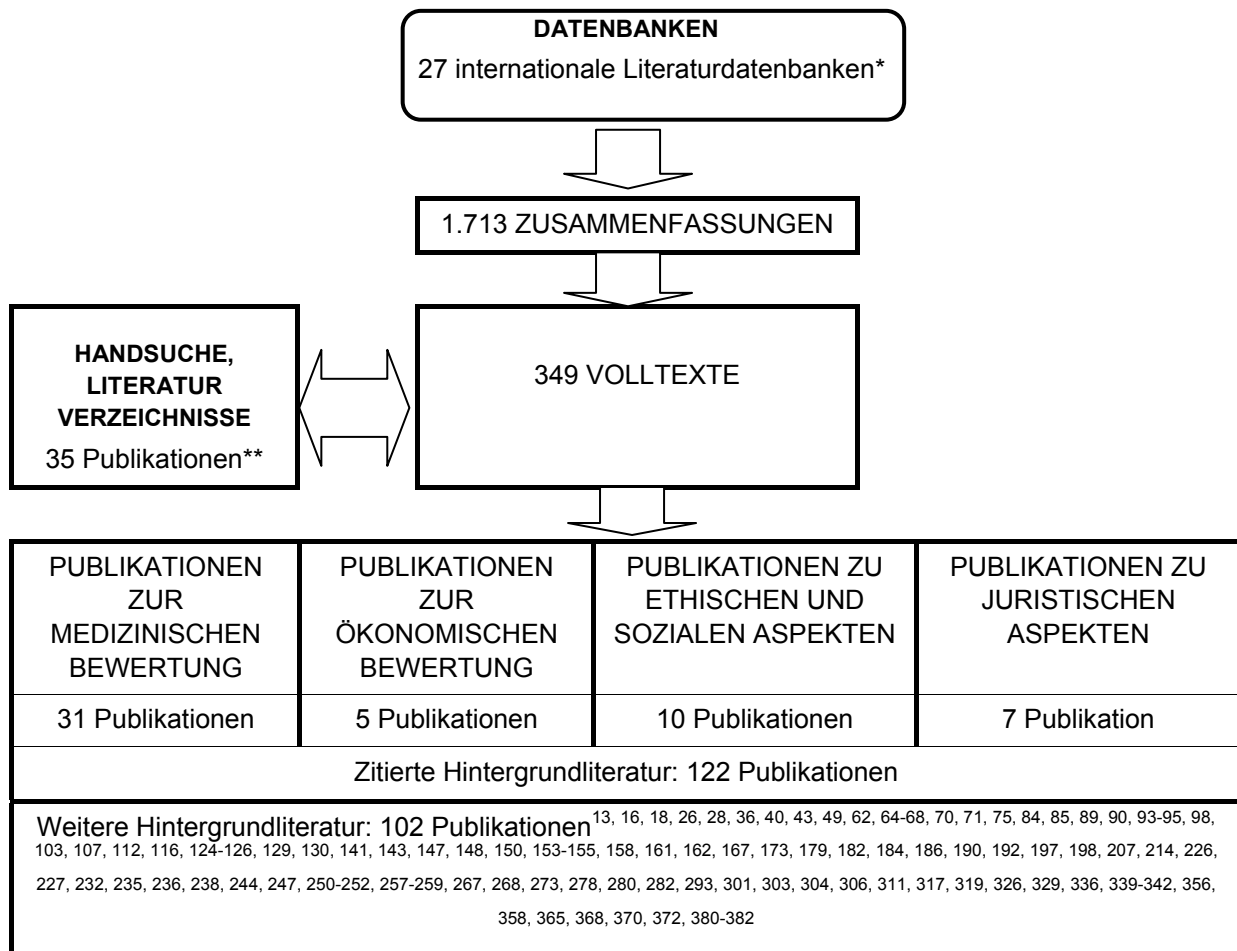 DATENBANKEN
27 internationale Literaturdatenbanken*
1.713 ZUSAMMENFASSUNGEN
HANDSUCHE,
LITERATUR
VERZEICHNISSE
35 Publikationen**
349 VOLLTEXTE
PUBLIKATIONEN
ZUR
MEDIZINISCHEN
BEWERTUNG
PUBLIKATIONEN
ZUR
ÖKONOMISCHEN
BEWERTUNG
PUBLIKATIONEN ZU
ETHISCHEN UND
SOZIALEN ASPEKTEN
PUBLIKATIONEN ZU
JURISTISCHEN
ASPEKTEN
31 Publikationen
5 Publikationen
10 Publikationen
7 Publikation
Zitierte Hintergrundliteratur: 122 Publikationen
Weitere Hintergrundliteratur: 102 Publikationen13, 16, 18, 26, 28, 36, 40, 43, 49, 62, 64-68, 70, 71, 75, 84, 85, 89, 90, 93-95, 98,
103, 107, 112, 116, 124-126, 129, 130, 141, 143, 147, 148, 150, 153-155, 158, 161, 162, 167, 173, 179, 182, 184, 186, 190, 192, 197, 198, 207, 214, 226,
227, 232, 235, 236, 238, 244, 247, 250-252, 257-259, 267, 268, 273, 278, 280, 282, 293, 301, 303, 304, 306, 311, 317, 319, 326, 329, 336, 339-342, 356,
358, 365, 368, 370, 372, 380-382